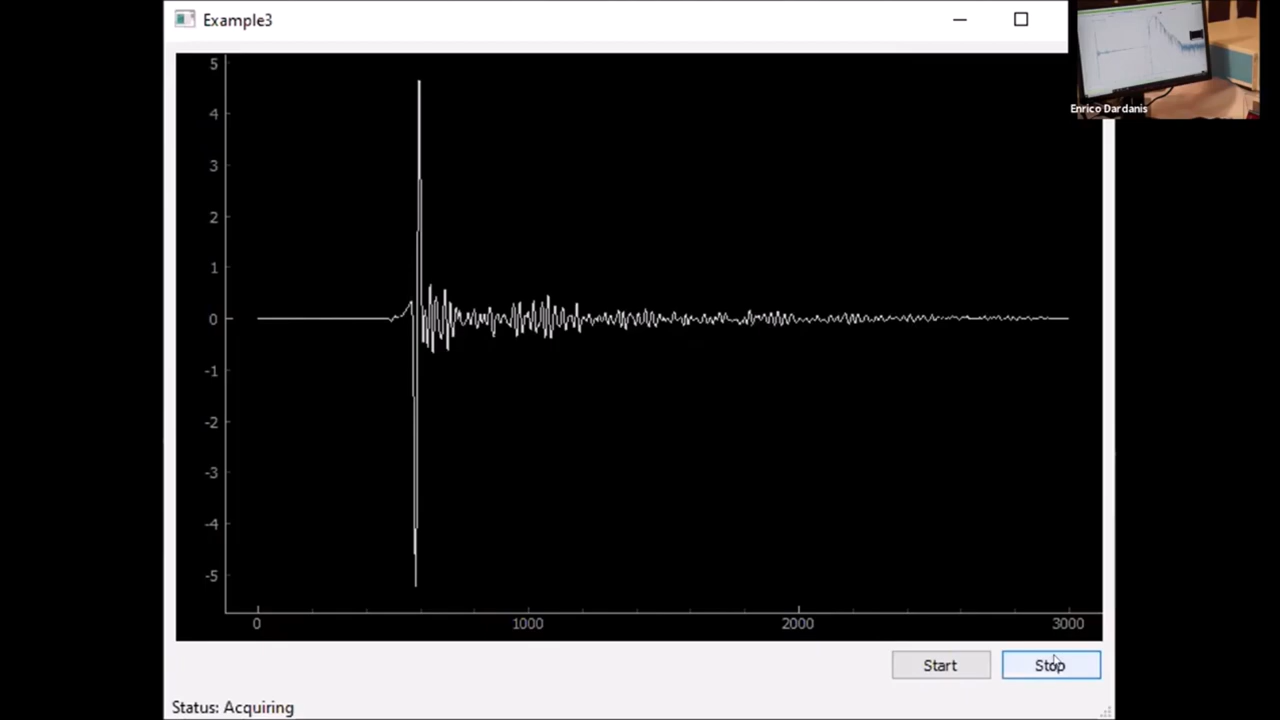 Example3
Enrico Dardanis
5
4
3
2
1
0
-1
-2
-3
-4
-5
0 1000 2000 3000
Start Stop
Status: Acquiring